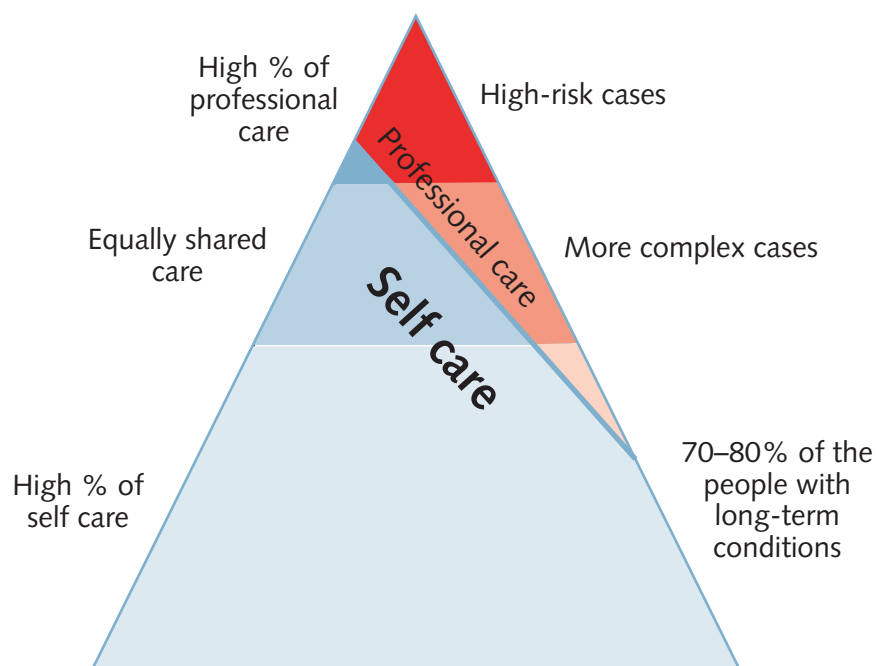 High % of
professional
care
High-risk cases
Professional care
Equally shared
care
More complex cases
Self care
High % of
self care
70–80% of the
people with
long-term
conditions